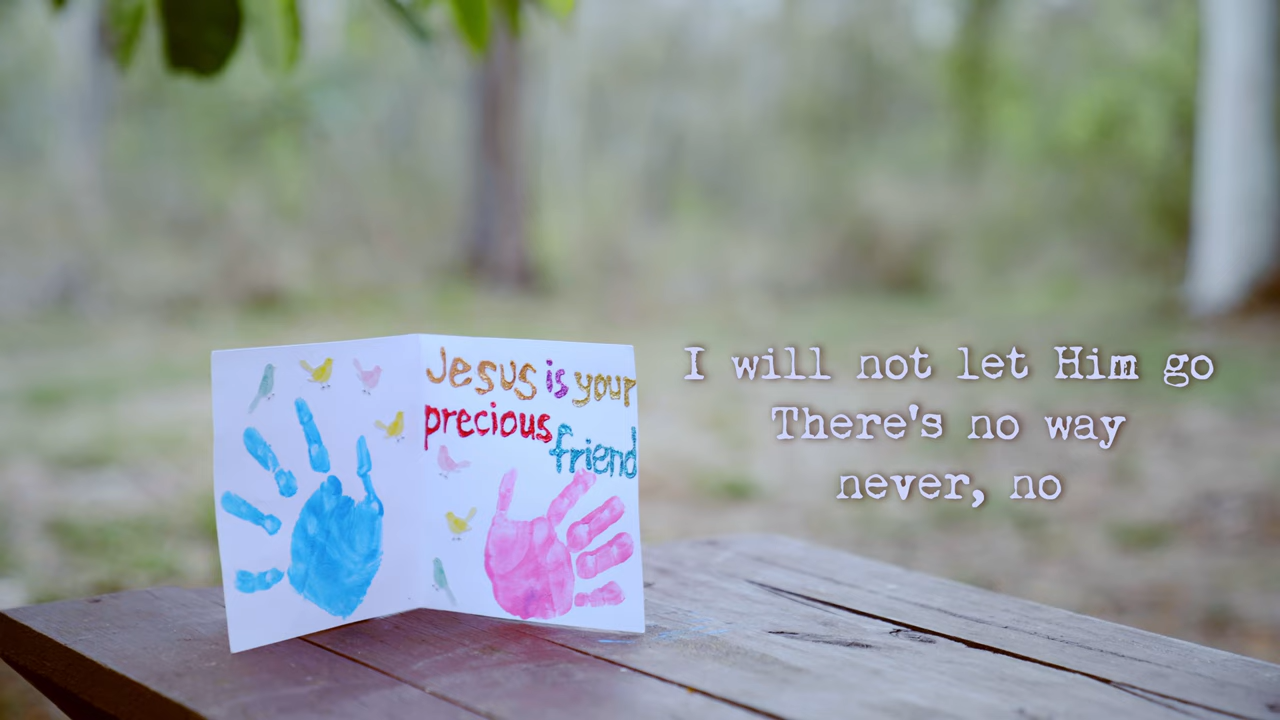 Jesus is your
precious
friend
I will not let Him go
There's no way
never, no